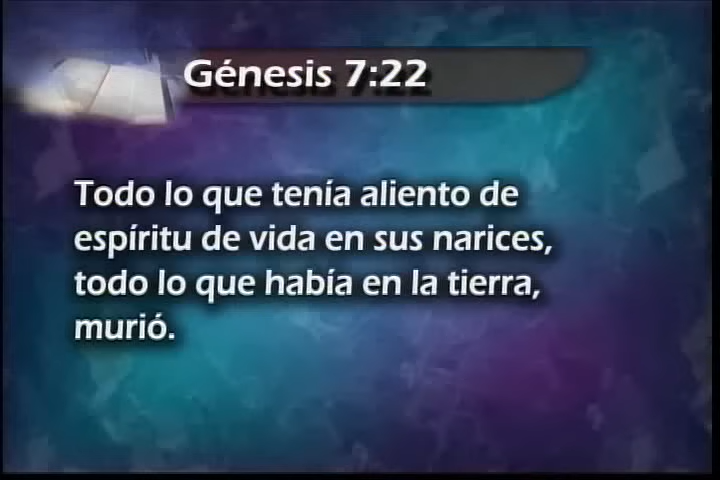 Génesis 7:22
Todo lo que tenía aliento de
espíritu de vida en sus narices,
todo lo que había en la tierra,
murió.